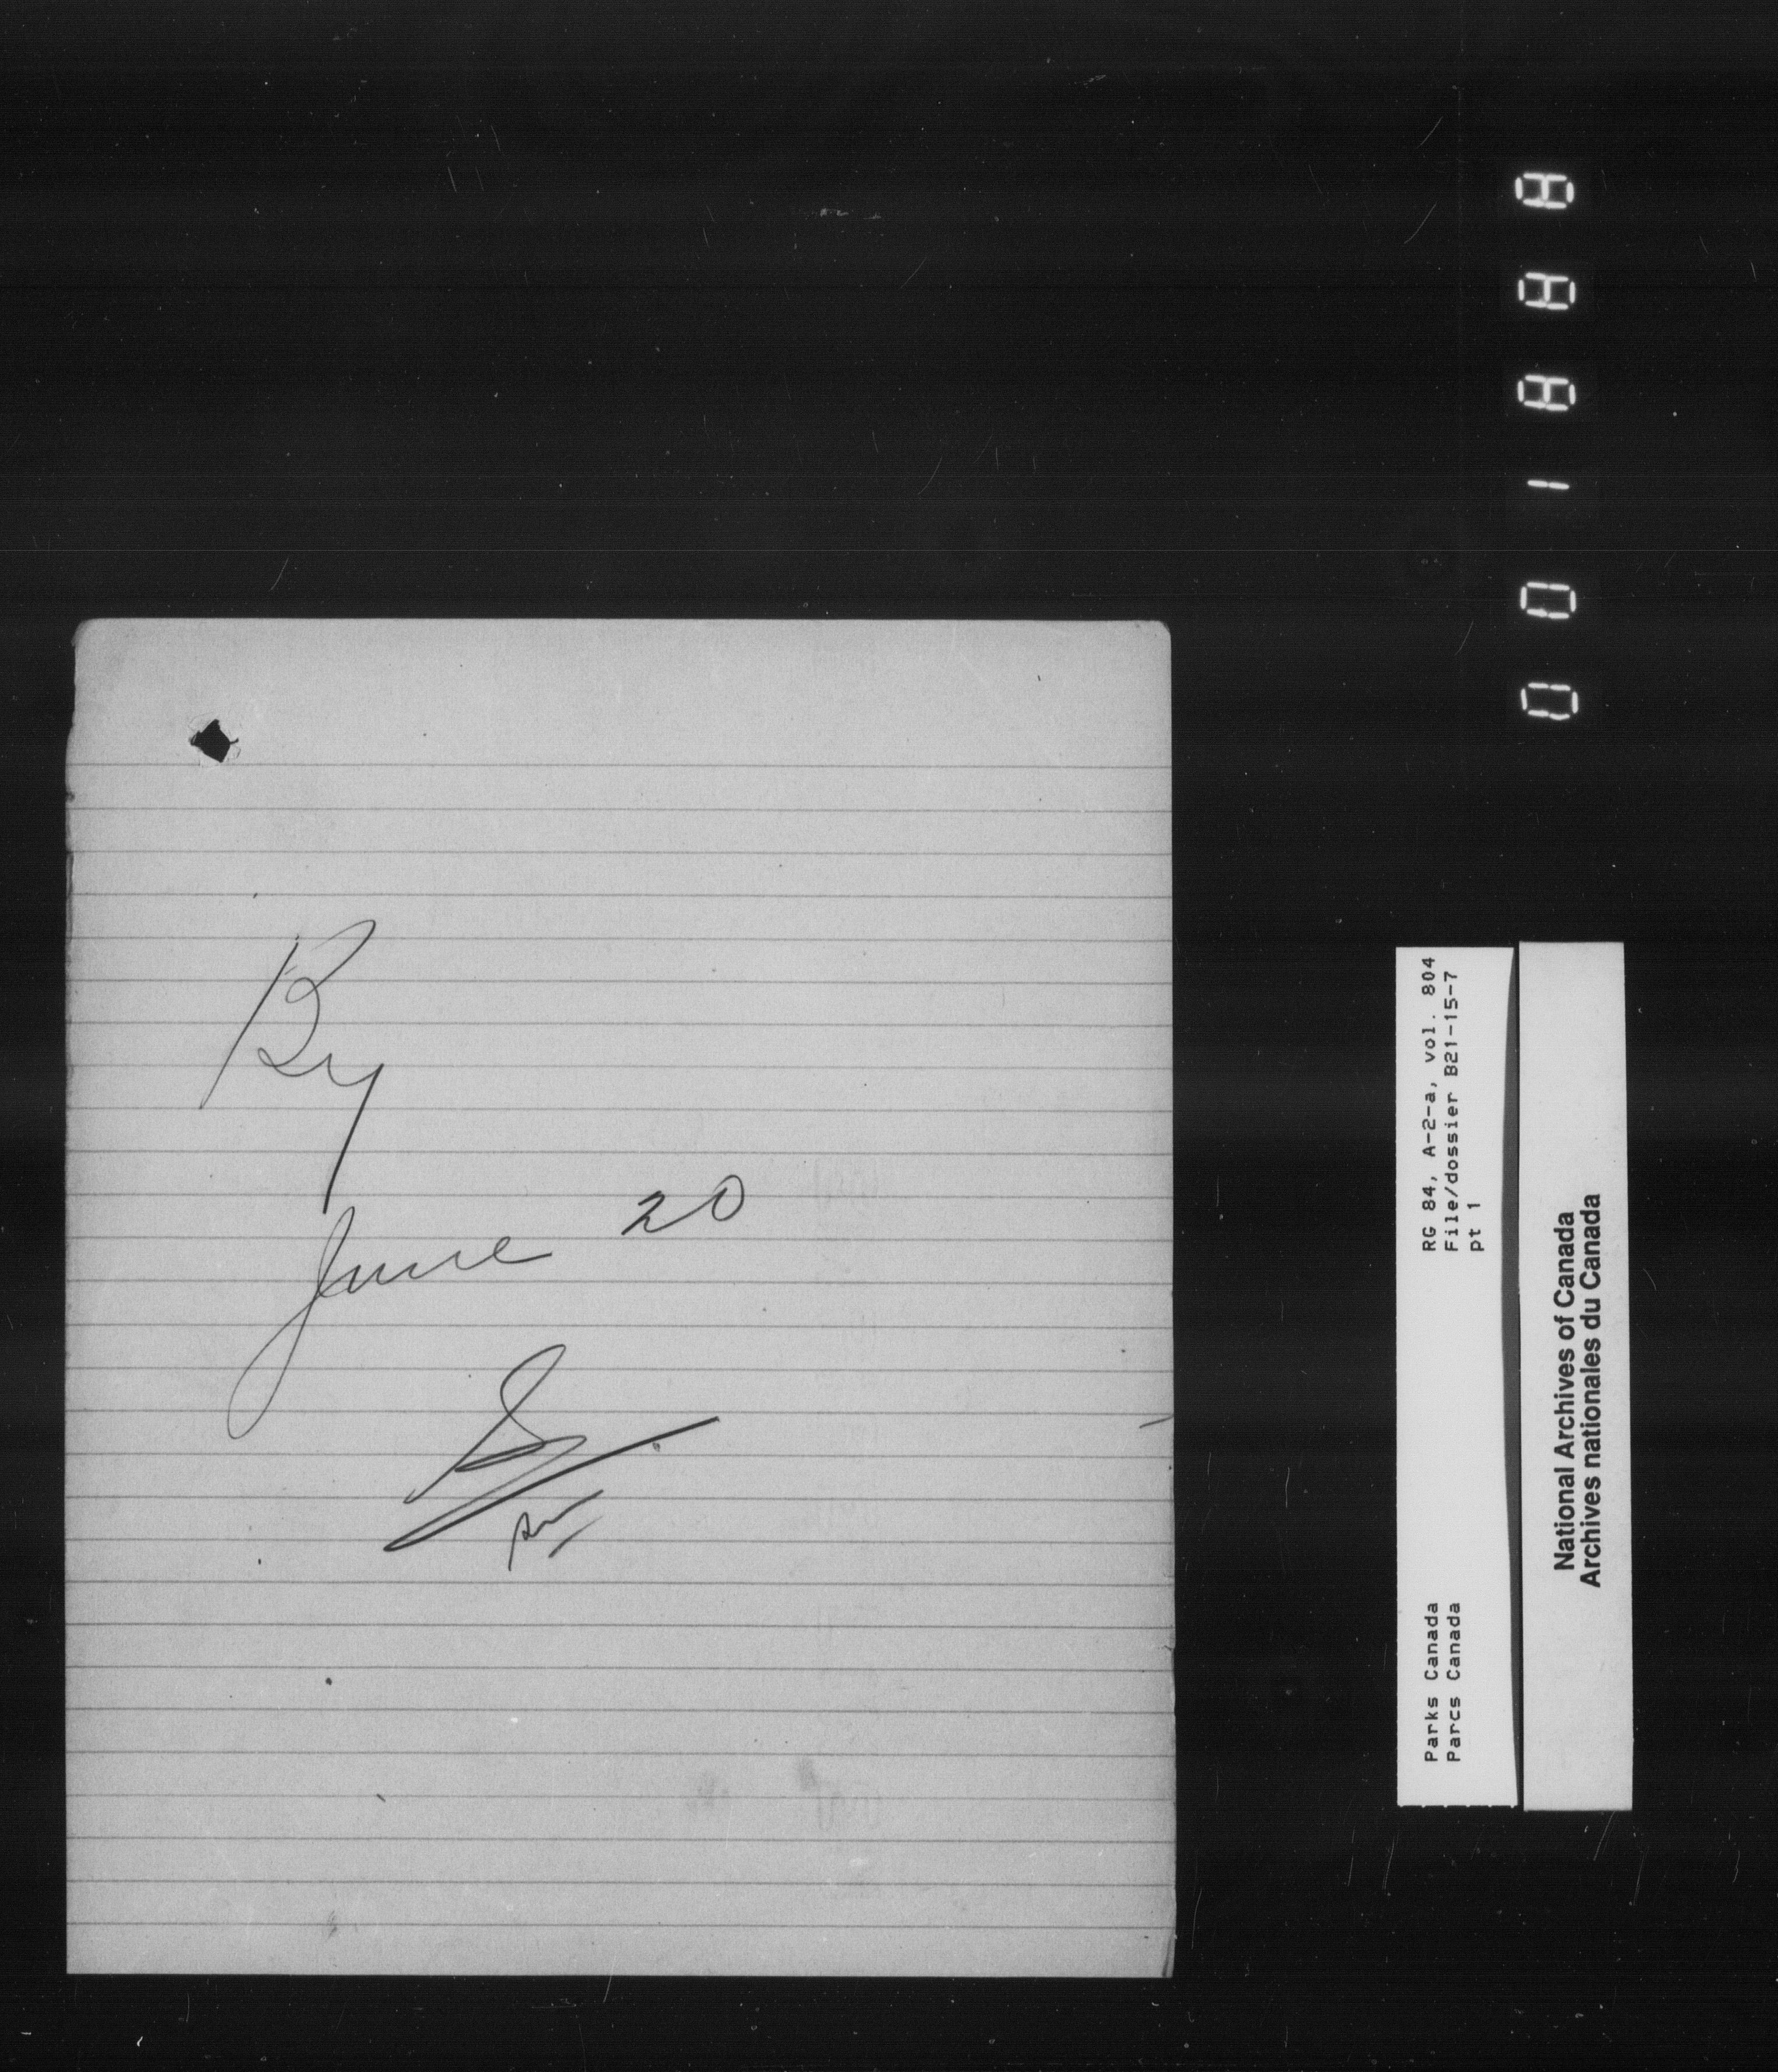 By
June 20
RG 84, A-2-a, vol. 804
File/dossier B21-15-7
pt 1
Parks Canada
Parcs Canada
National Archives of Canada
Archives nationales du Canada